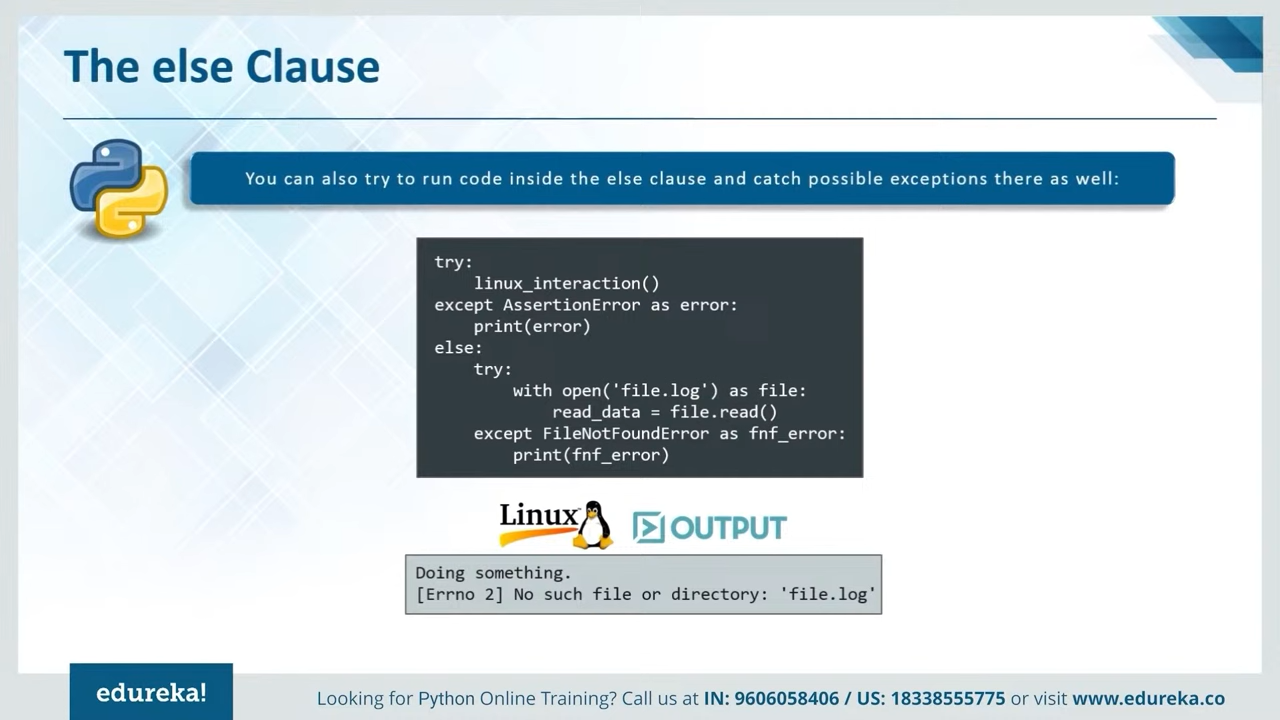 The else Clause
You can also try to run code inside the else clause and catch possible exceptions there as well:
try:
    linux_interaction()
except AssertionError as error:
    print(error)
else:
    try:
        with open('file.log') as file:
            read_data = file.read()
    except FileNotFoundError as fnf_error:
        print(fnf_error)
Linux OUTPUT
Doing something.
[Errno 2] No such file or directory: 'file.log'
edureka!
Looking for Python Online Training? Call us at IN: 9606058406 / US: 18338555775 or visit www.edureka.co